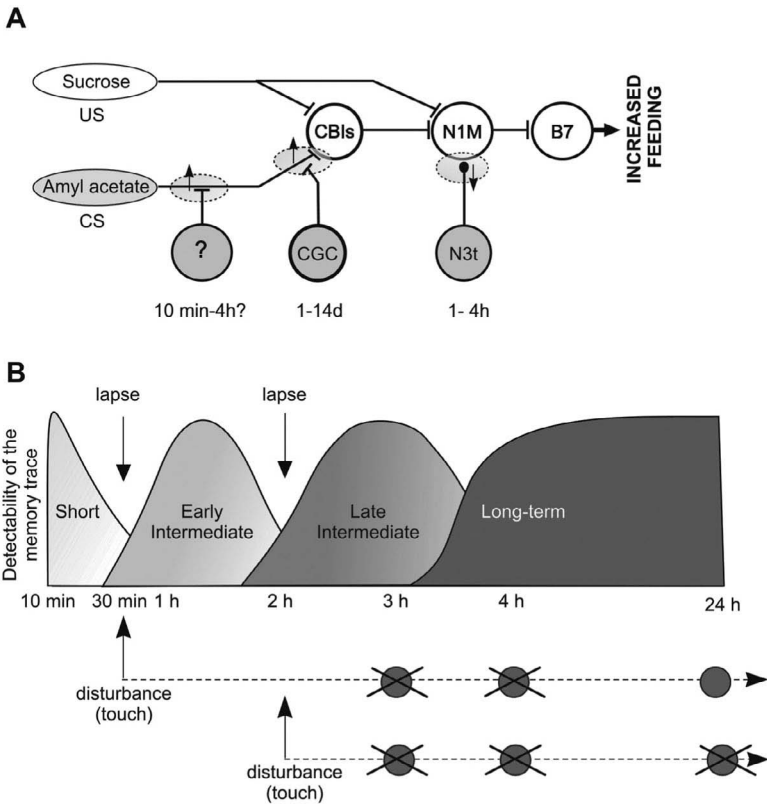 A
Sucrose
US
CBIs
N1M
B7
INCREASED
FEEDING
Amyl acetate
CS
?
CGC
N3t
10 min-4h?
1-14d
1- 4h
B
lapse
lapse
Detectability of the
memory trace
Short
Early
Intermediate
Late
Intermediate
Long-term
10 min
30 min
1 h
2 h
3 h
4 h
24 h
disturbance
(touch)
disturbance
(touch)